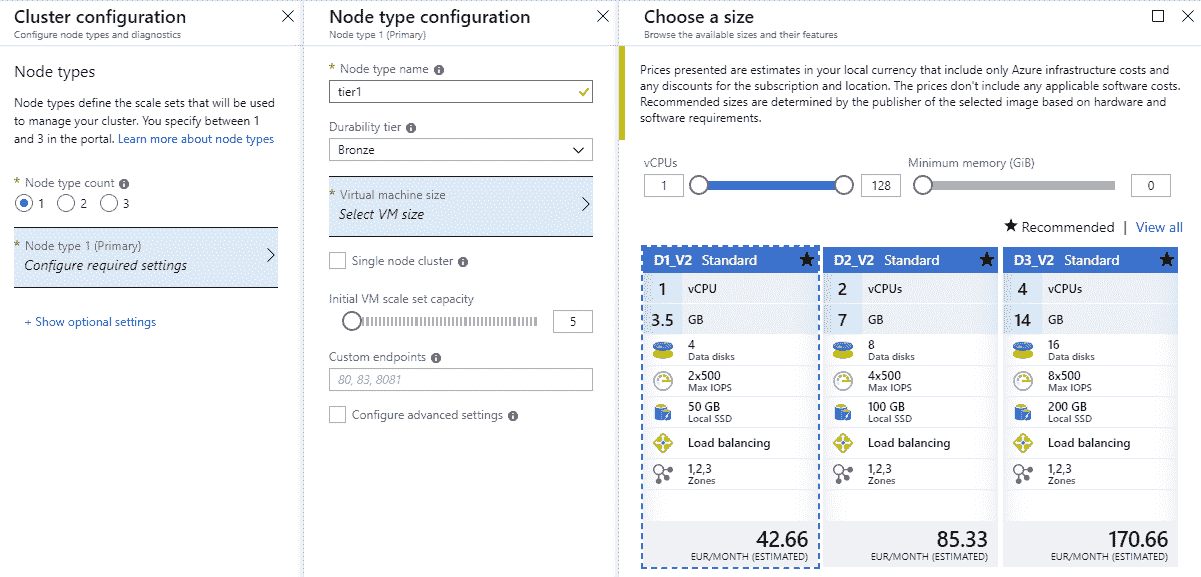 Cluster configuration
Configure node types and diagnostics
Node types
Node types define the scale sets that will be used
to manage your cluster. You specify between 1
and 3 in the portal. Learn more about node types
* Node type count
1 2 3
* Node type 1 (Primary)
Configure required settings
+ Show optional settings
Node type configuration
Node type 1 (Primary)
* Node type name
tier1
Durability tier
Bronze
* Virtual machine size
Select VM size
Single node cluster
Initial VM scale set capacity
5
Custom endpoints
80, 83, 8081
Configure advanced settings
Choose a size
Browse the available sizes and their features
Prices presented are estimates in your local currency that include only Azure infrastructure costs and
any discounts for the subscription and location. The prices don't include any applicable software costs.
Recommended sizes are determined by the publisher of the selected image based on hardware and
software requirements.
vCPUs
1 128
Minimum memory (GiB)
0
★ Recommended | View all
D1_V2 Standard ★
1 vCPU
3.5 GB
4
Data disks
2x500
Max IOPS
50 GB
Local SSD
Load balancing
1,2,3
Zones
42.66
EUR/MONTH (ESTIMATED)
D2_V2 Standard ★
2 vCPUs
7 GB
8
Data disks
4x500
Max IOPS
100 GB
Local SSD
Load balancing
1,2,3
Zones
85.33
EUR/MONTH (ESTIMATED)
D3_V2 Standard ★
4 vCPUs
14 GB
16
Data disks
8x500
Max IOPS
200 GB
Local SSD
Load balancing
1,2,3
Zones
170.66
EUR/MONTH (ESTIMATED)